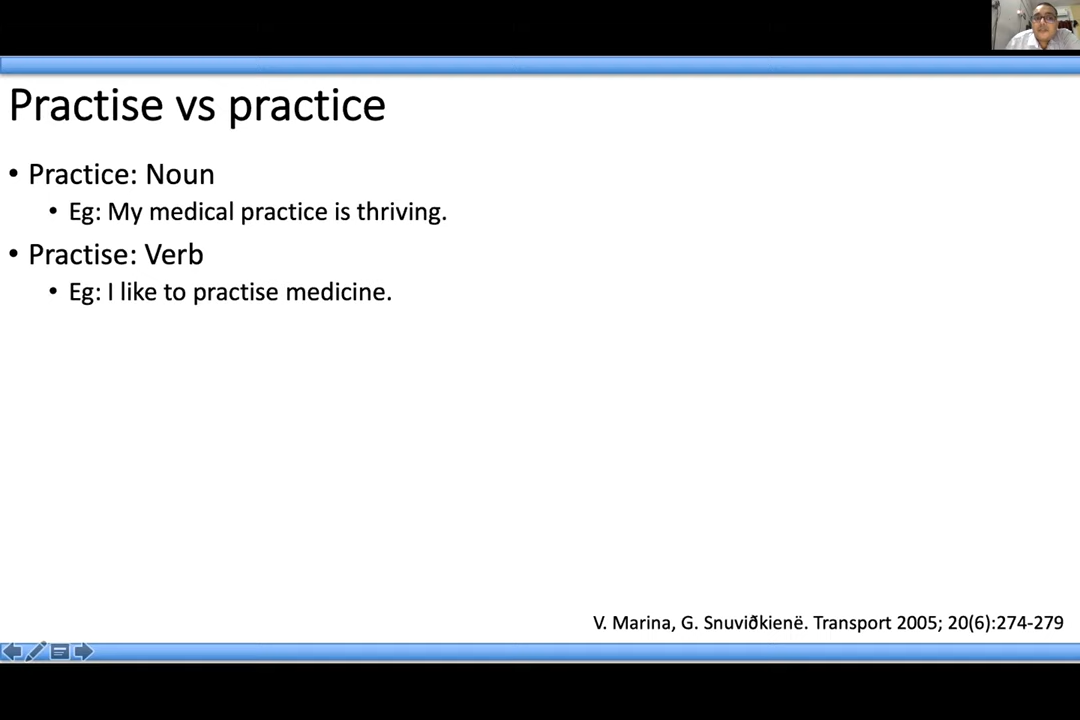 Practise vs practice
• Practice: Noun
• Eg: My medical practice is thriving.
• Practise: Verb
• Eg: I like to practise medicine.
V. Marina, G. Snuviðkienë. Transport 2005; 20(6):274-279